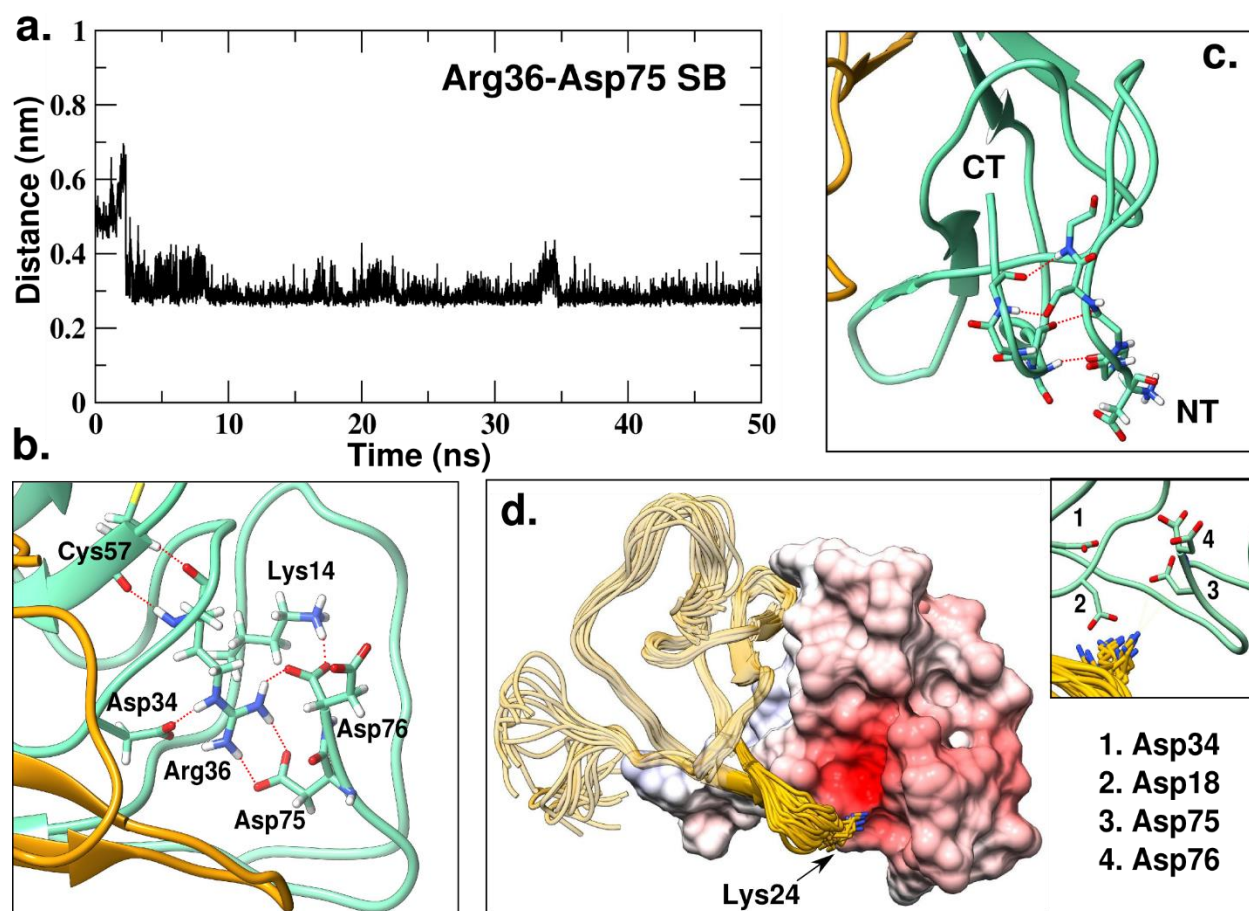 a.
Arg36-Asp75 SB
Distance (nm)
1
0.8
0.6
0.4
0.2
0
0 10 20 30 40 50
Time (ns)
b.
Cys57
Lys14
Asp34
Asp76
Arg36
Asp75
c.
CT
NT
d.
Lys24
1
4
2
3
1. Asp34
2. Asp18
3. Asp75
4. Asp76